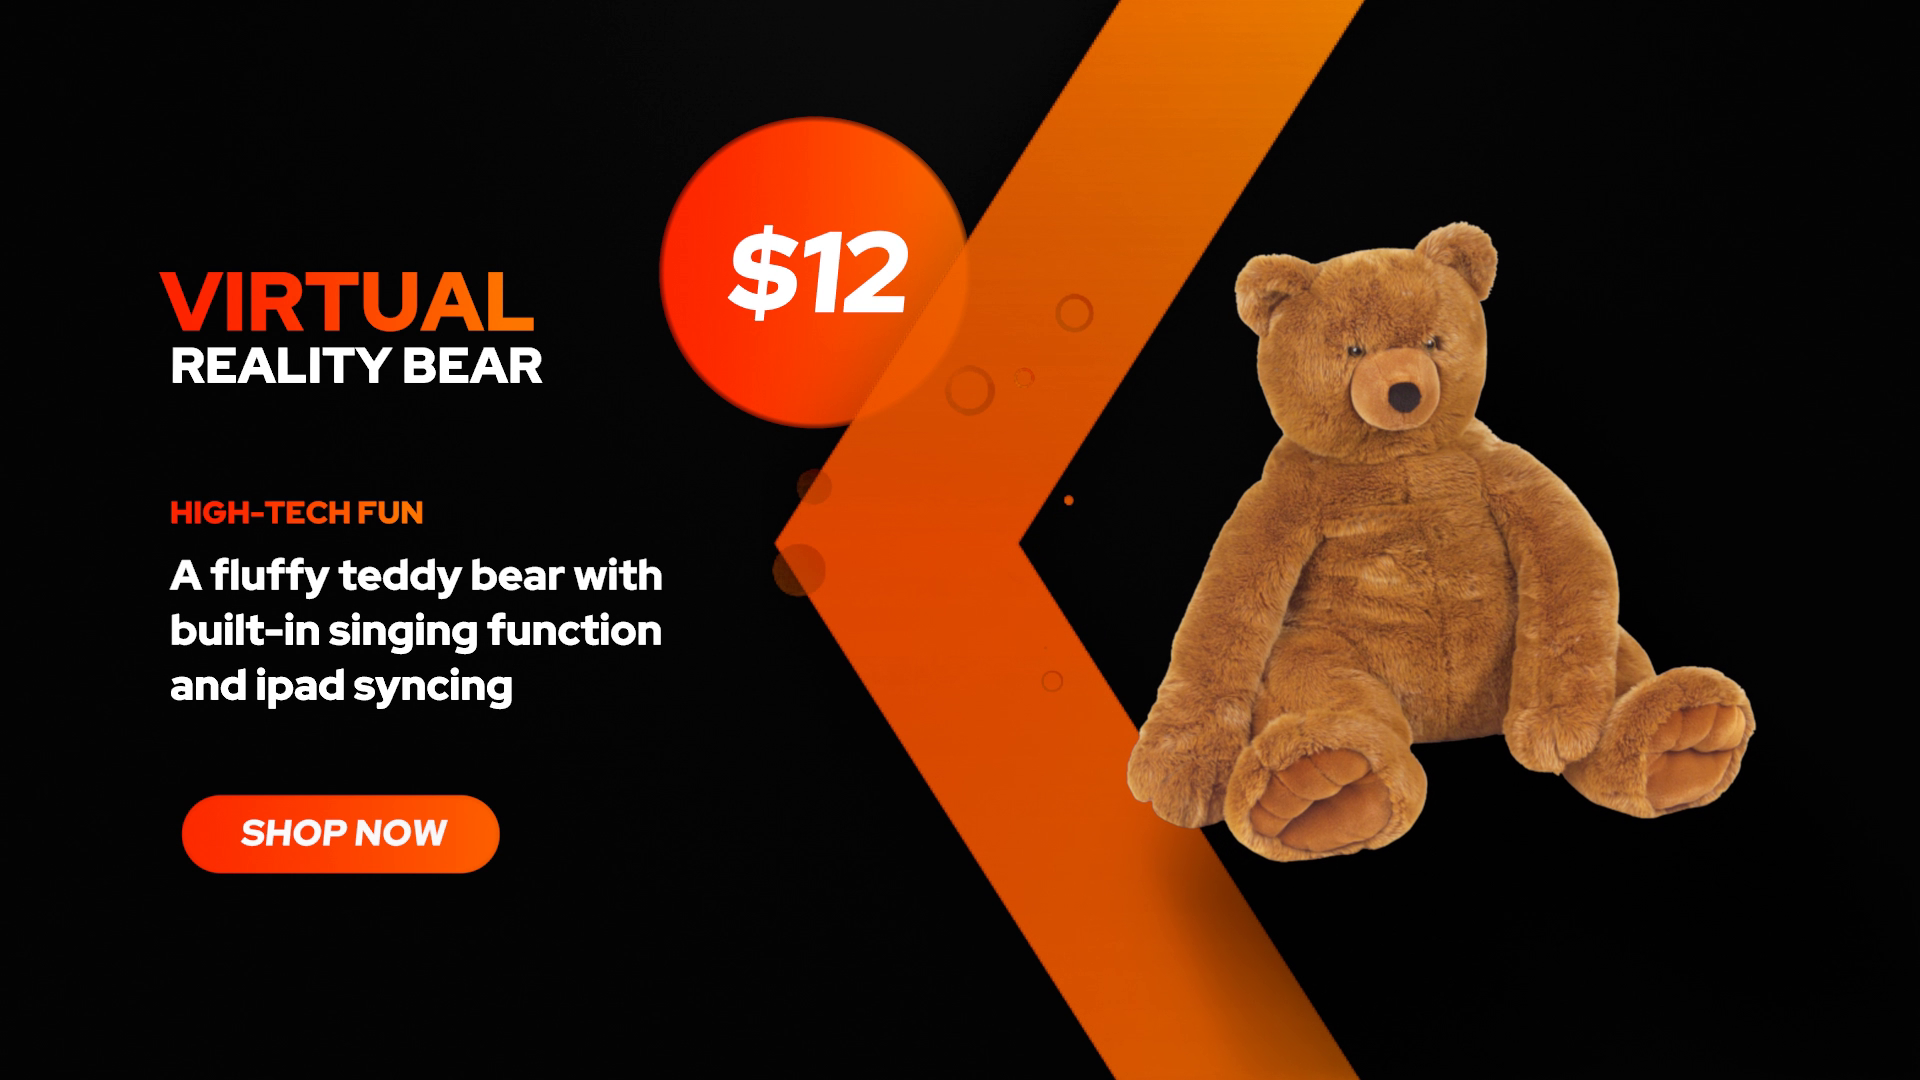 VIRTUAL
REALITY BEAR
$12
HIGH-TECH FUN
A fluffy teddy bear with
built-in singing function
and ipad syncing
SHOP NOW